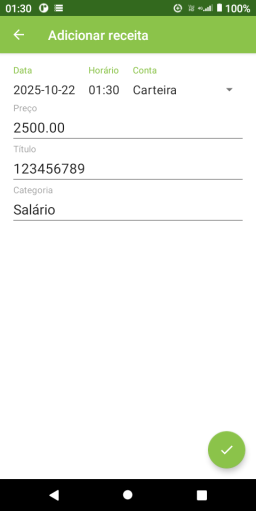 01:30 100%
Adicionar receita
Data Horário Conta
2025-10-22 01:30 Carteira
Preço
2500.00
Título
123456789
Categoria
Salário